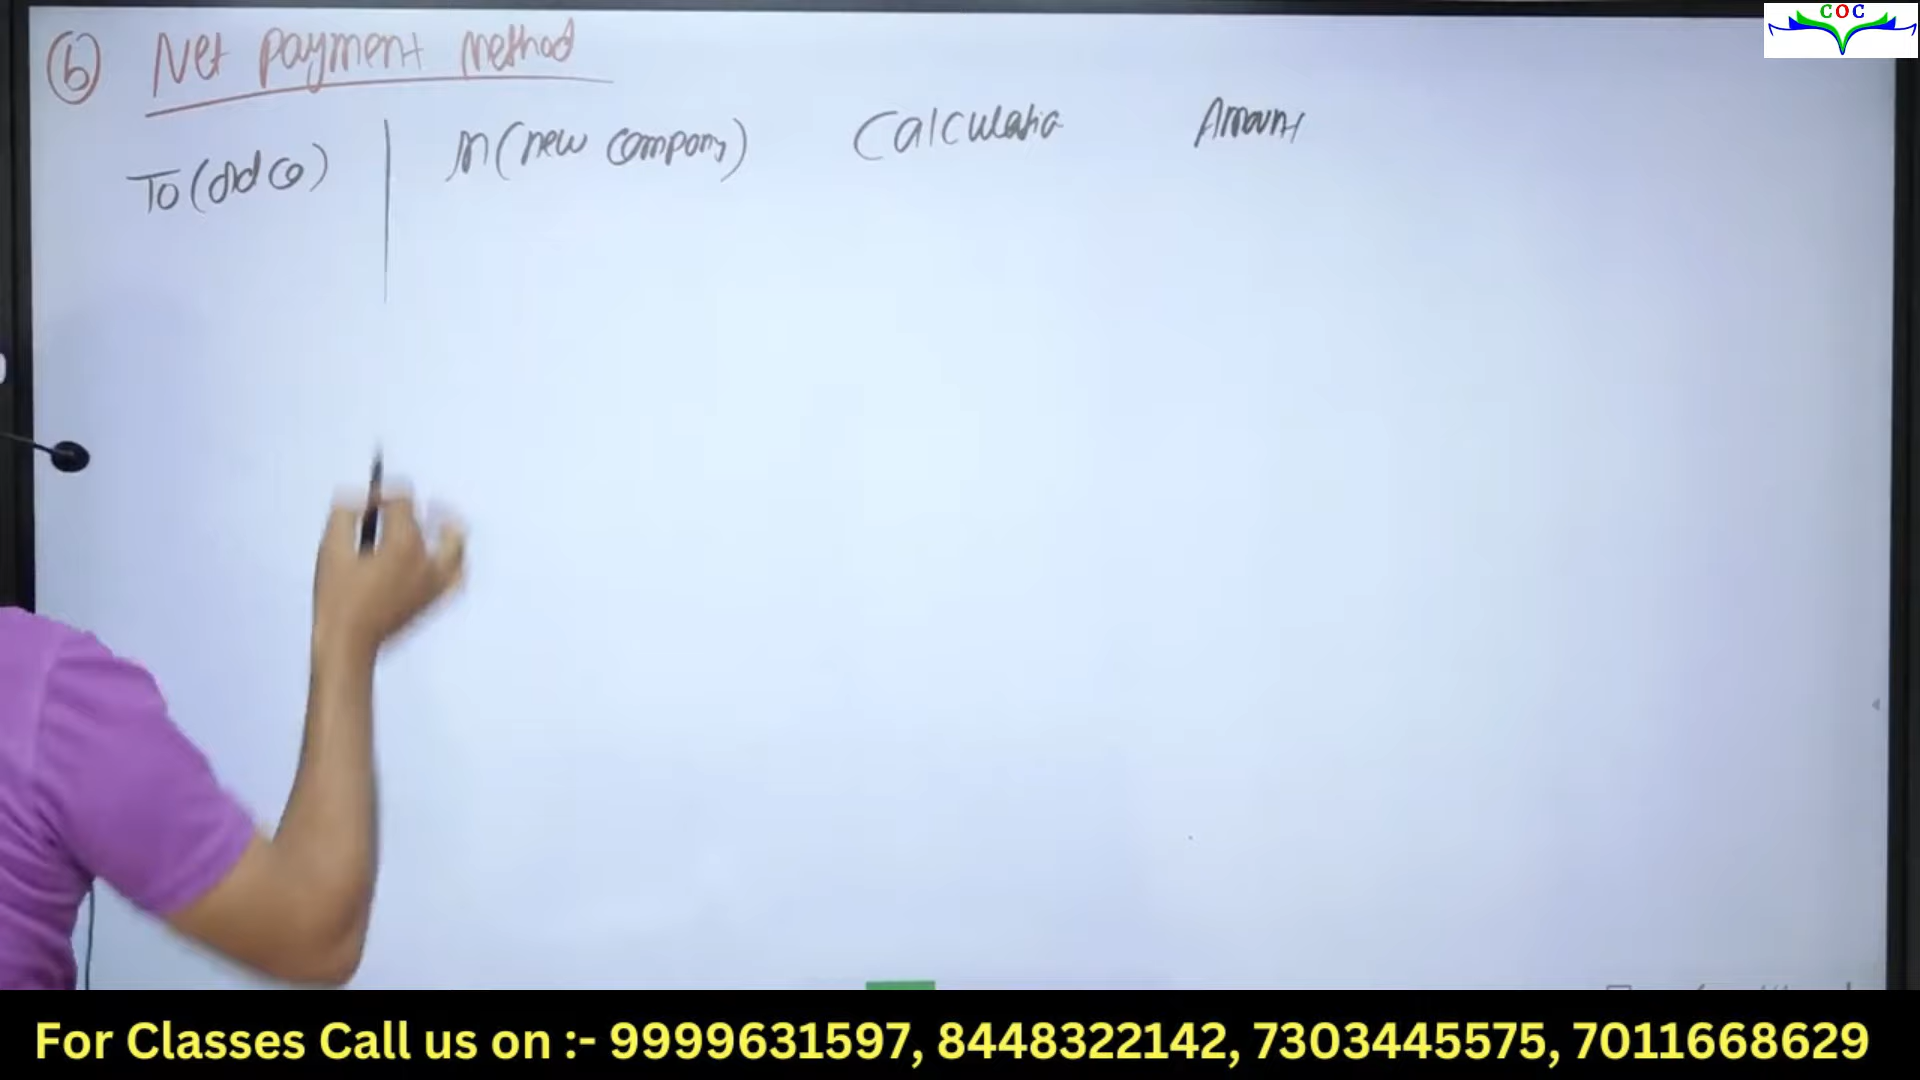 COC
(b) Net payment method
To (old co) In (new company) Calculatio Amount
For Classes Call us on :- 9999631597, 8448322142, 7303445575, 7011668629